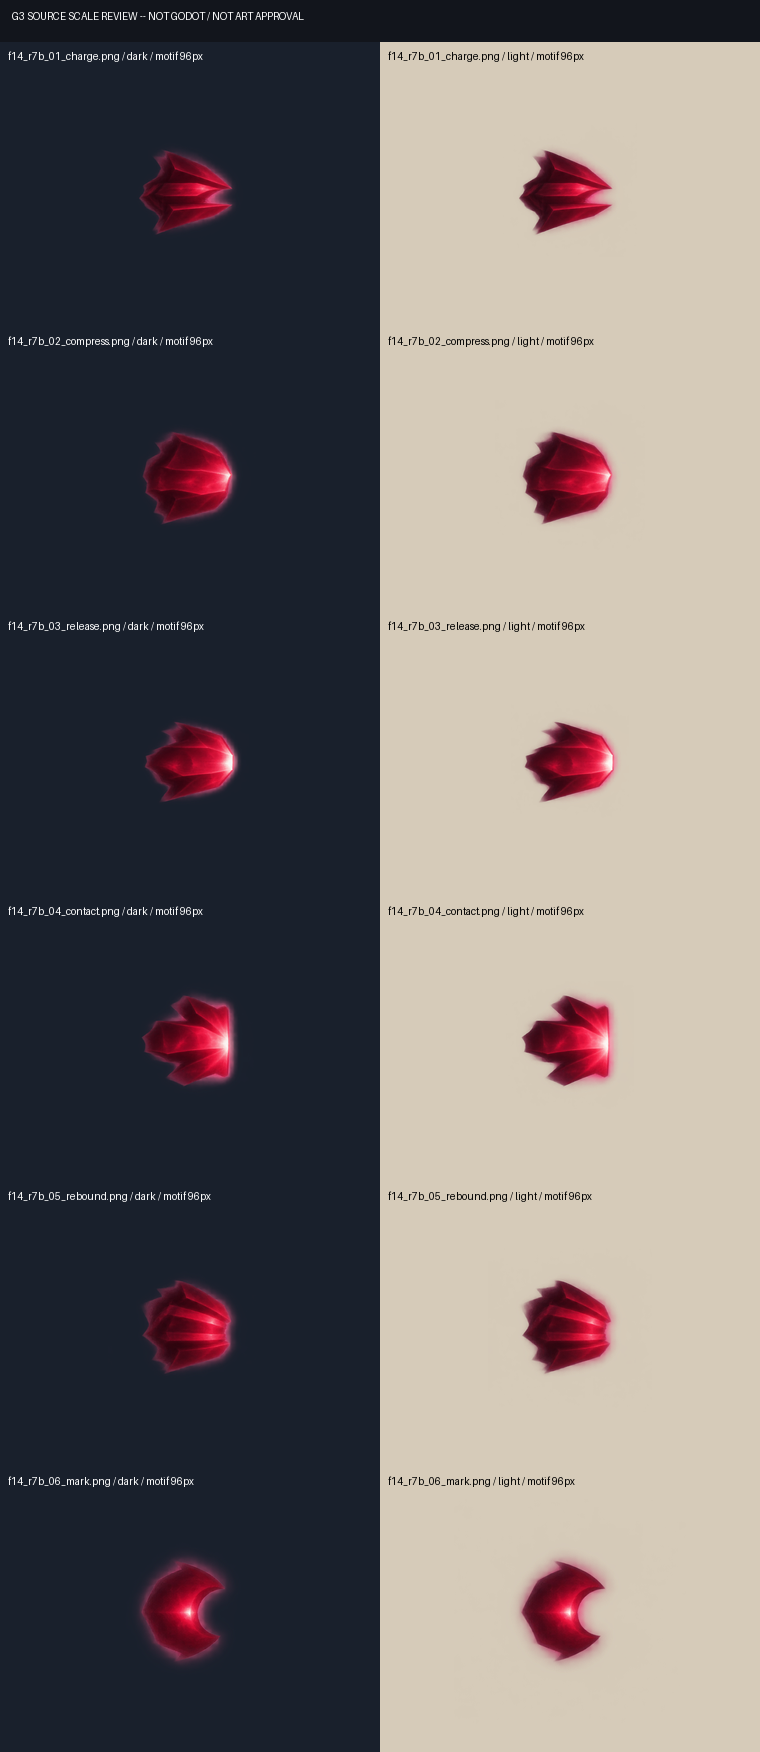 G3 SOURCE SCALE REVIEW -- NOT GODOT / NOT ART APPROVAL
f14_r7b_01_charge.png / dark / motif 96px
f14_r7b_01_charge.png / light / motif 96px
f14_r7b_02_compress.png / dark / motif 96px
f14_r7b_02_compress.png / light / motif 96px
f14_r7b_03_release.png / dark / motif 96px
f14_r7b_03_release.png / light / motif 96px
f14_r7b_04_contact.png / dark / motif 96px
f14_r7b_04_contact.png / light / motif 96px
f14_r7b_05_rebound.png / dark / motif 96px
f14_r7b_05_rebound.png / light / motif 96px
f14_r7b_06_mark.png / dark / motif 96px
f14_r7b_06_mark.png / light / motif 96px